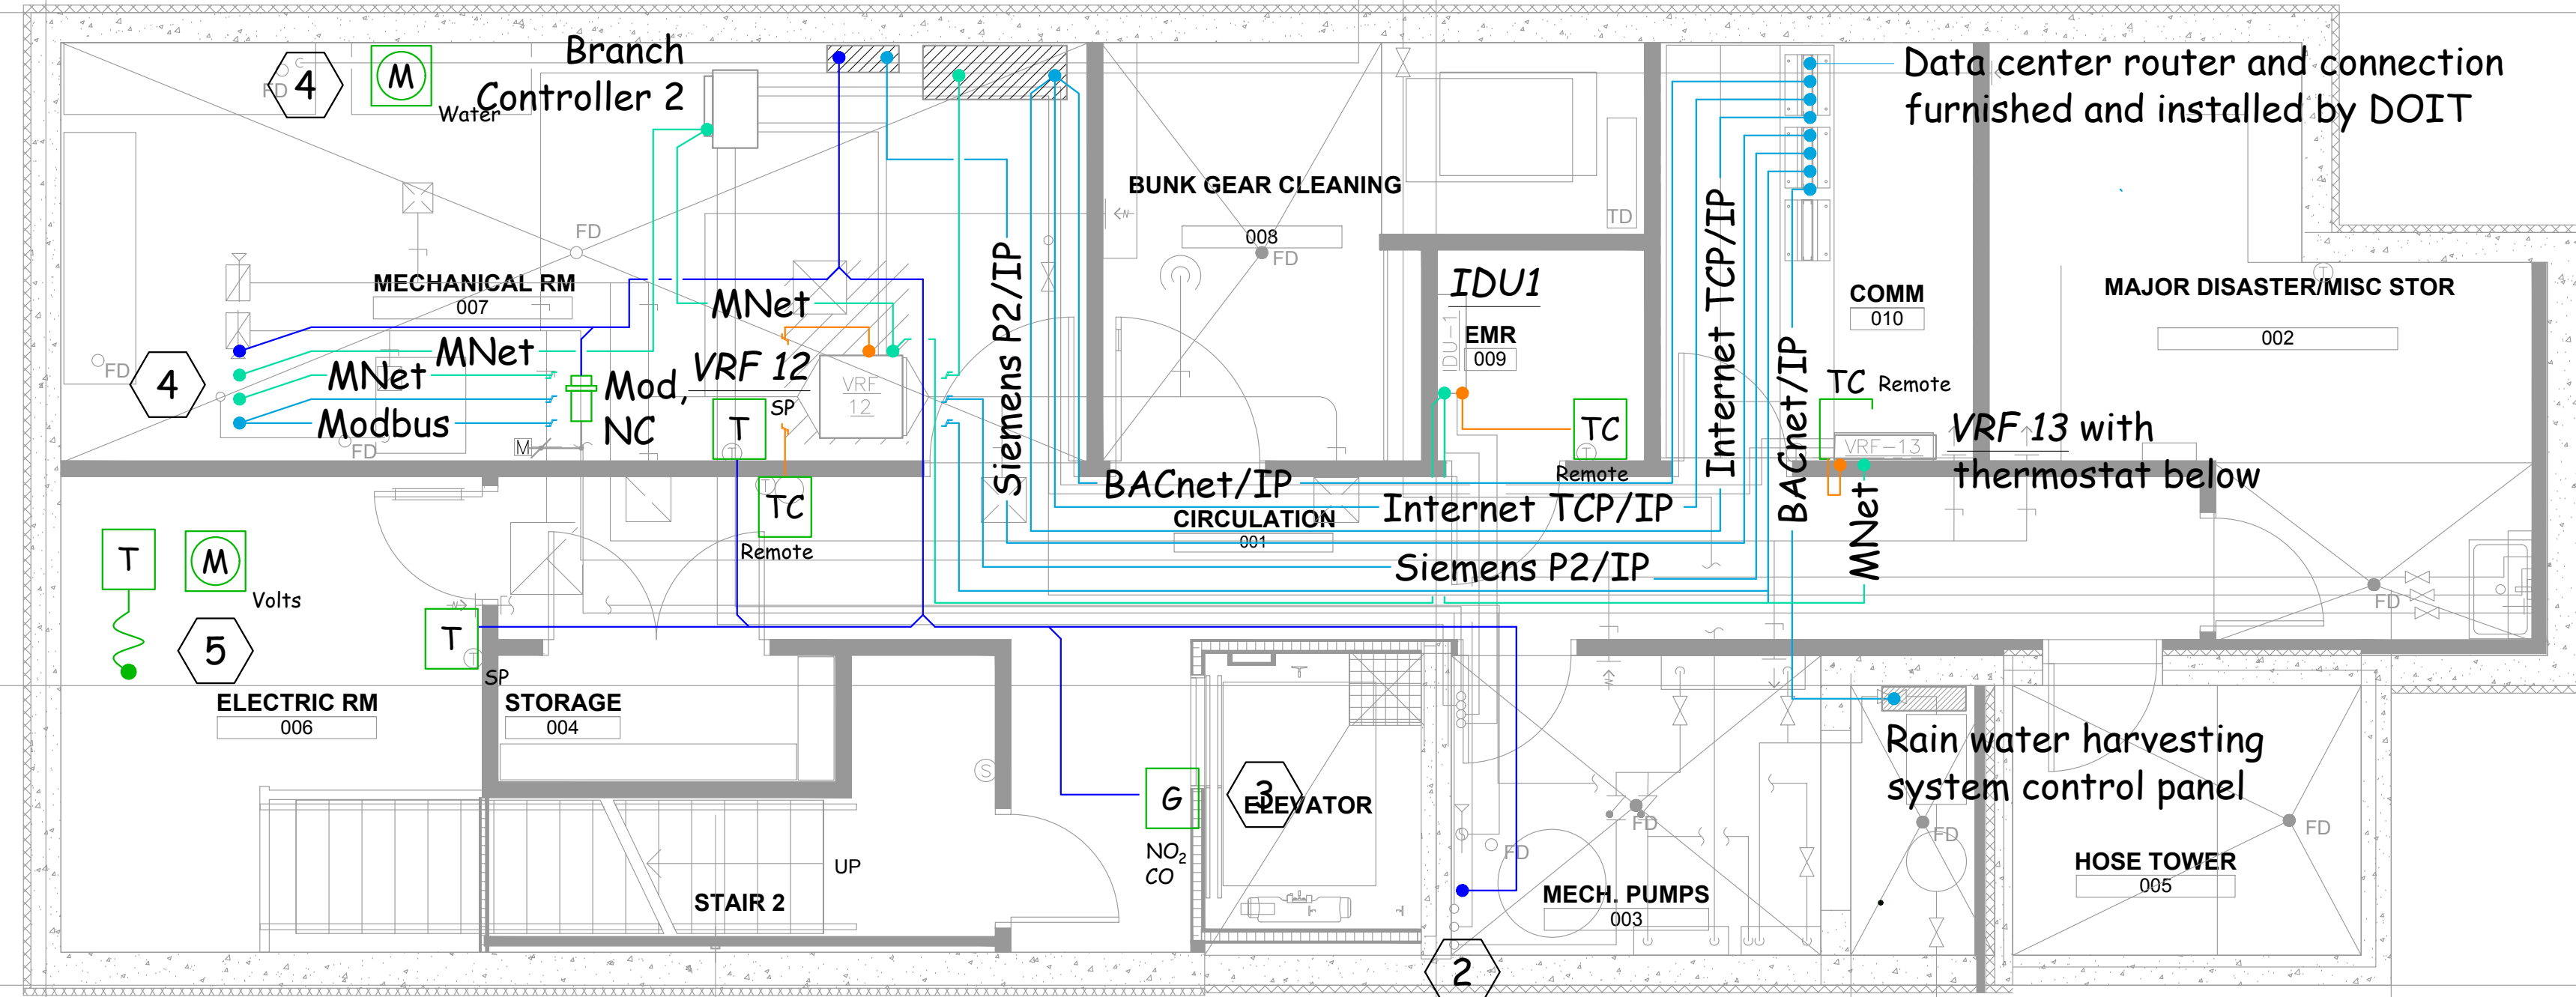 Branch
Controller 2
Data center router and connection
furnished and installed by DOIT
4
M
Water
FD
BUNK GEAR CLEANING
008
FD
TD
FD
MECHANICAL RM
007
IDU1
IDU-1
EMR
009
COMM
010
MAJOR DISASTER/MISC STOR
002
T
Siemens P2/IP
Internet TCP/IP
BACnet/IP
MNet
MNet
MNet
Modbus
4
FD
FD
M
Mod,
NC
VRF 12
VRF
12
T
SP
T
TC
Remote
T
TC
Remote
T
TC Remote
VRF-13
VRF 13 with
thermostat below
MNet
BACnet/IP
Internet TCP/IP
CIRCULATION
001
Siemens P2/IP
T
M
Volts
5
T
T
SP
ELECTRIC RM
006
STORAGE
004
S
G
NO2
CO
3
ELEVATOR
UP
STAIR 2
FD
FD
MECH. PUMPS
003
2
Rain water harvesting
system control panel
FD
FD
FD
HOSE TOWER
005